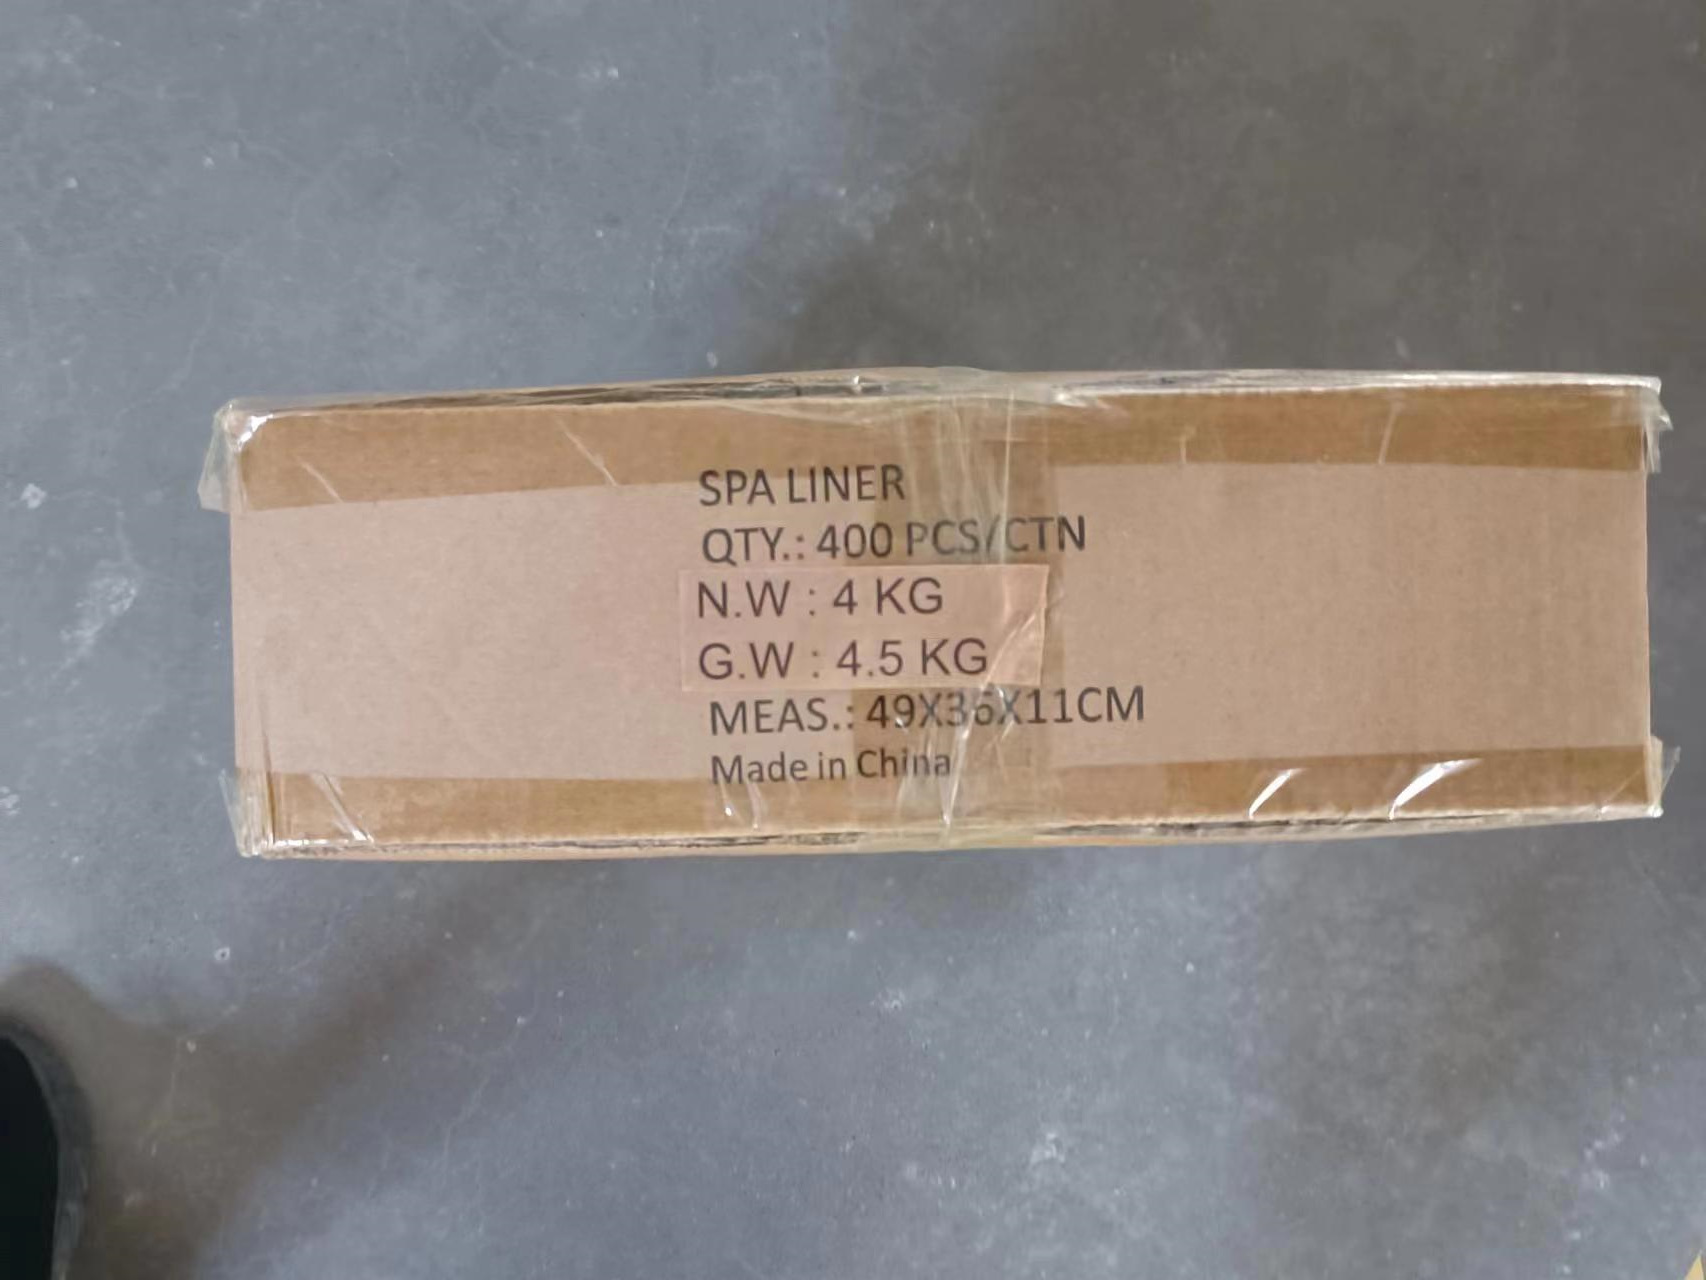 SPA LINER
QTY.: 400 PCS/CTN
N.W : 4 KG
G.W : 4.5 KG
MEAS.: 49X36X11CM
Made in China